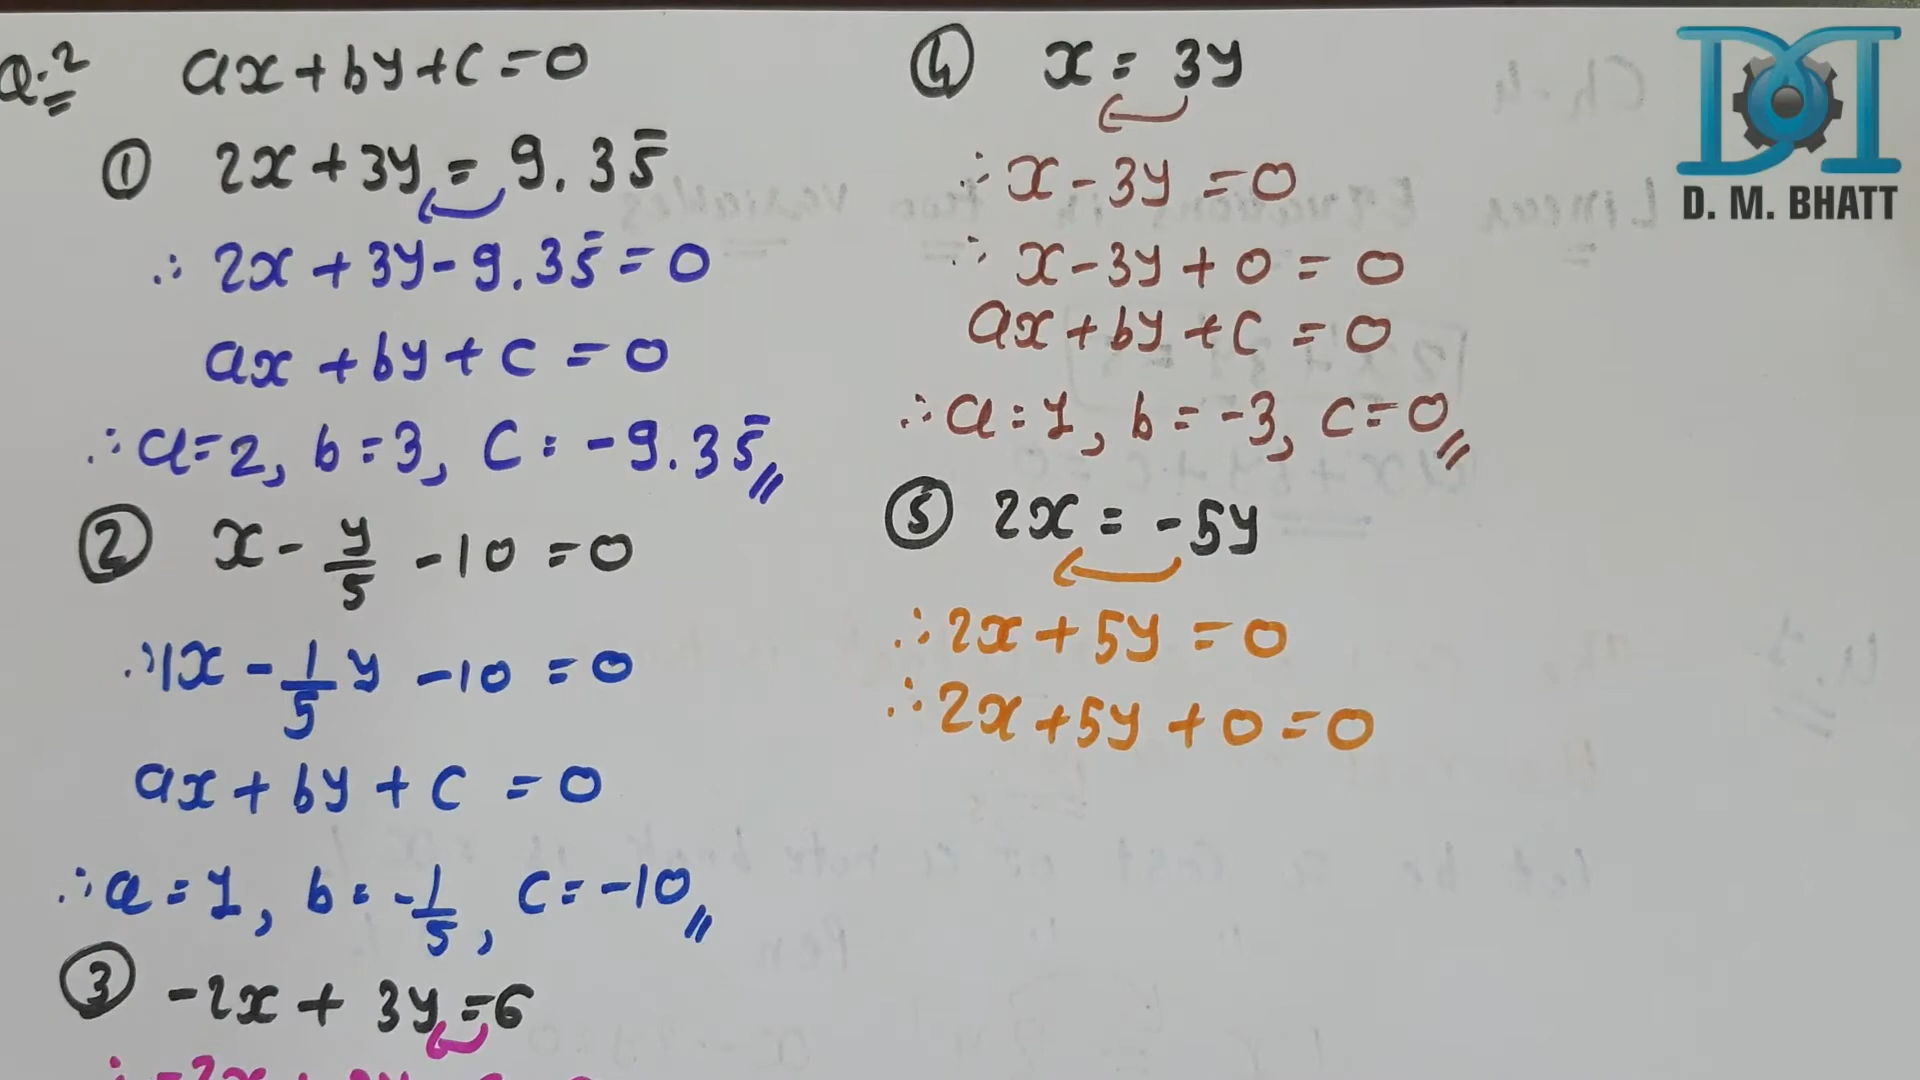 Q.2 ax+by+c=0
① 2x+3y=9.35̄
∴ 2x+3y-9.35̄=0
ax+by+c=0
∴ a=2, b=3, c=-9.35̄
② x-y/5-10=0
∴ 1x-1/5y-10=0
ax+by+c=0
∴ a=1, b=-1/5, c=-10
③ -2x+3y=6
④ x=3y
∴ x-3y=0
∴ x-3y+0=0
ax+by+c=0
∴ a=1, b=-3, c=0
⑤ 2x=-5y
∴ 2x+5y=0
∴ 2x+5y+0=0
D. M. BHATT